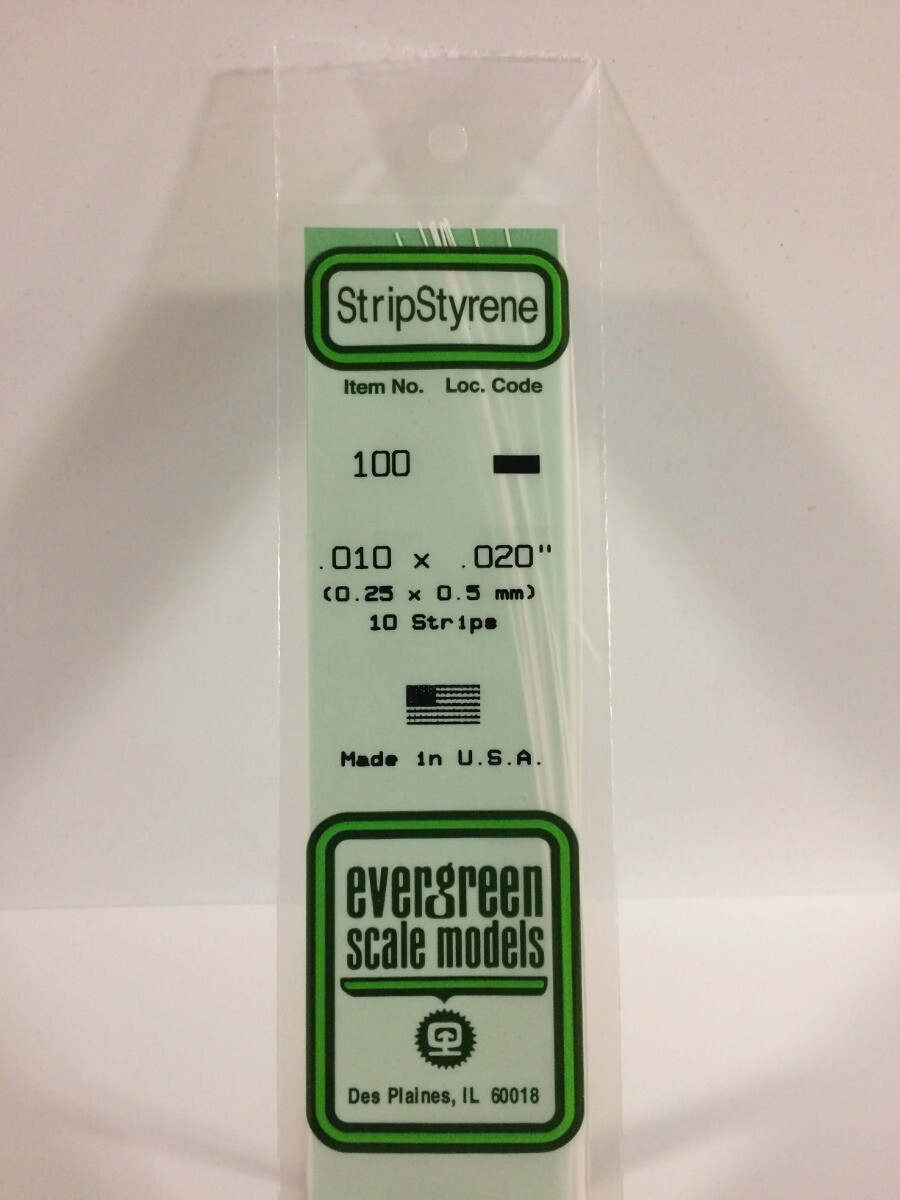 StripStyrene
Item No. Loc. Code
100
.010 x .020"
(0.25 x 0.5 mm)
10 Strips
Made in U.S.A.
evergreen
scale models
Des Plaines, IL 60018